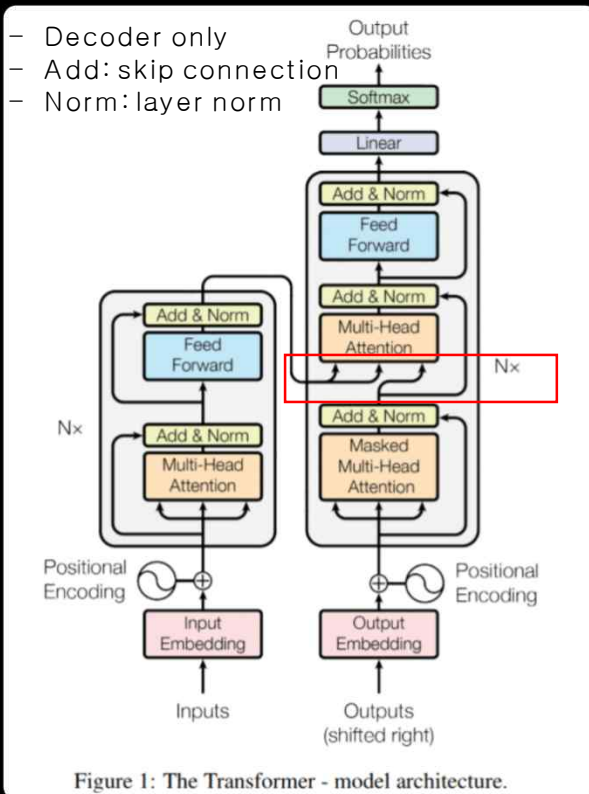 - Decoder only
- Add: skip connection
- Norm: layer norm
Output
Probabilities
Softmax
Linear
Add & Norm
Feed
Forward
Add & Norm
Multi-Head
Attention
Nx
Add & Norm
Masked
Multi-Head
Attention
Add & Norm
Feed
Forward
Nx
Add & Norm
Multi-Head
Attention
Positional
Encoding
Positional
Encoding
Input
Embedding
Output
Embedding
Inputs
Outputs
(shifted right)
Figure 1: The Transformer - model architecture.